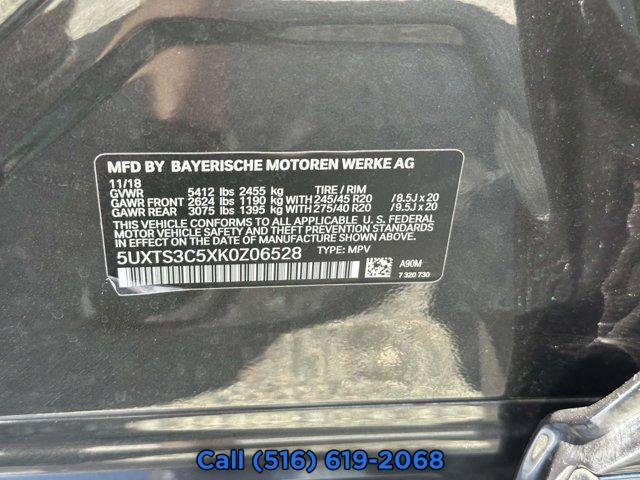 MFD BY BAYERISCHE MOTOREN WERKE AG
11/18
GVWR 5412 lbs 2455 kg TIRE / RIM
GAWR FRONT 2624 lbs 1190 kg WITH 245/45 R20 /8.5J x 20
GAWR REAR 3075 lbs 1395 kg WITH 275/40 R20 /9.5J x 20
THIS VEHICLE CONFORMS TO ALL APPLICABLE U. S. FEDERAL
MOTOR VEHICLE SAFETY, BUMPER, AND THEFT PREVENTION STANDARDS
IN EFFECT ON THE DATE OF MANUFACTURE SHOWN ABOVE.
5UXTS3C5XK0Z06528 TYPE: MPV
A90M
7 320 730
Call (516) 619-2068